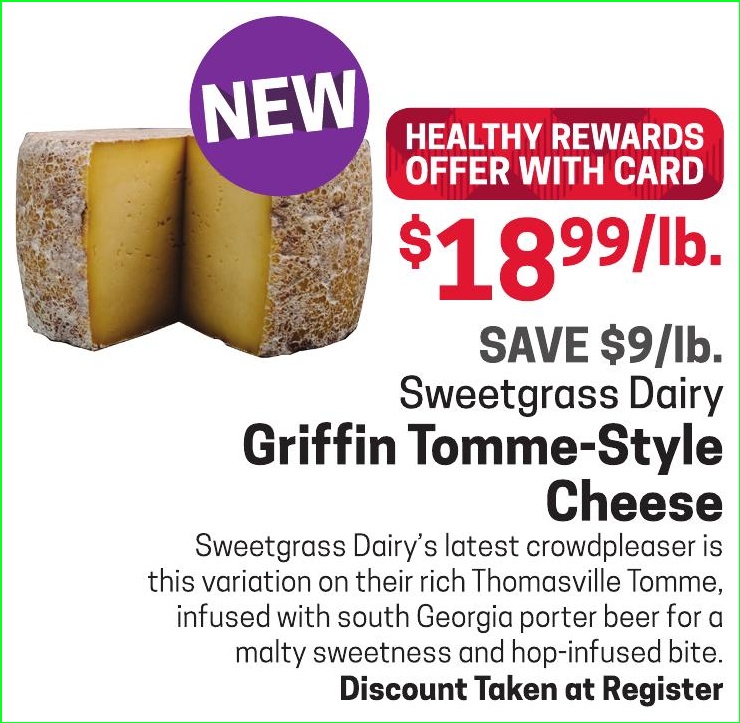 NEW
HEALTHY REWARDS
OFFER WITH CARD
$1899/lb.
SAVE $9/lb.
Sweetgrass Dairy
Griffin Tomme-Style
Cheese
Sweetgrass Dairy’s latest crowdpleaser is
this variation on their rich Thomasville Tomme,
infused with south Georgia porter beer for a
malty sweetness and hop-infused bite.
Discount Taken at Register